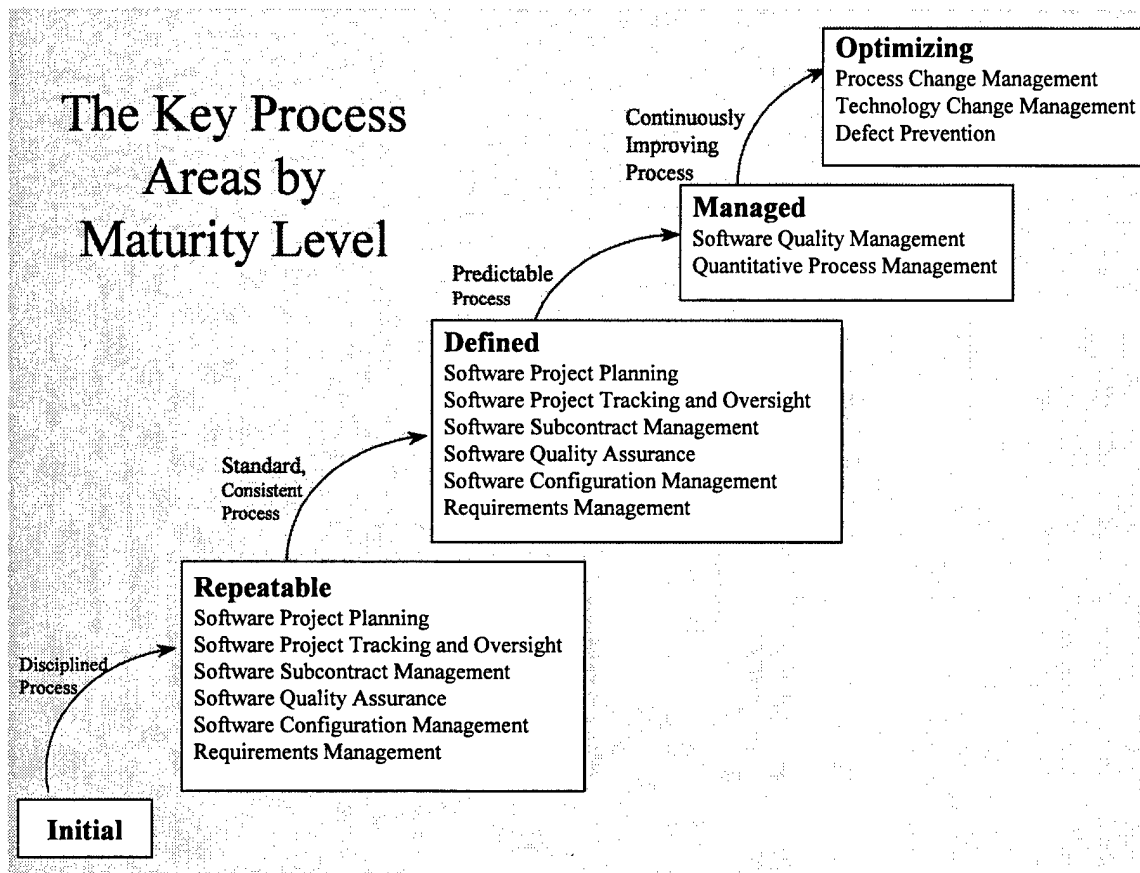 The Key Process
Areas by
Maturity Level
Optimizing
Process Change Management
Technology Change Management
Defect Prevention
Continuously
Improving
Process
Managed
Software Quality Management
Quantitative Process Management
Predictable
Process
Defined
Software Project Planning
Software Project Tracking and Oversight
Software Subcontract Management
Software Quality Assurance
Software Configuration Management
Requirements Management
Standard,
Consistent
Process
Repeatable
Software Project Planning
Software Project Tracking and Oversight
Software Subcontract Management
Software Quality Assurance
Software Configuration Management
Requirements Management
Disciplined
Process
Initial